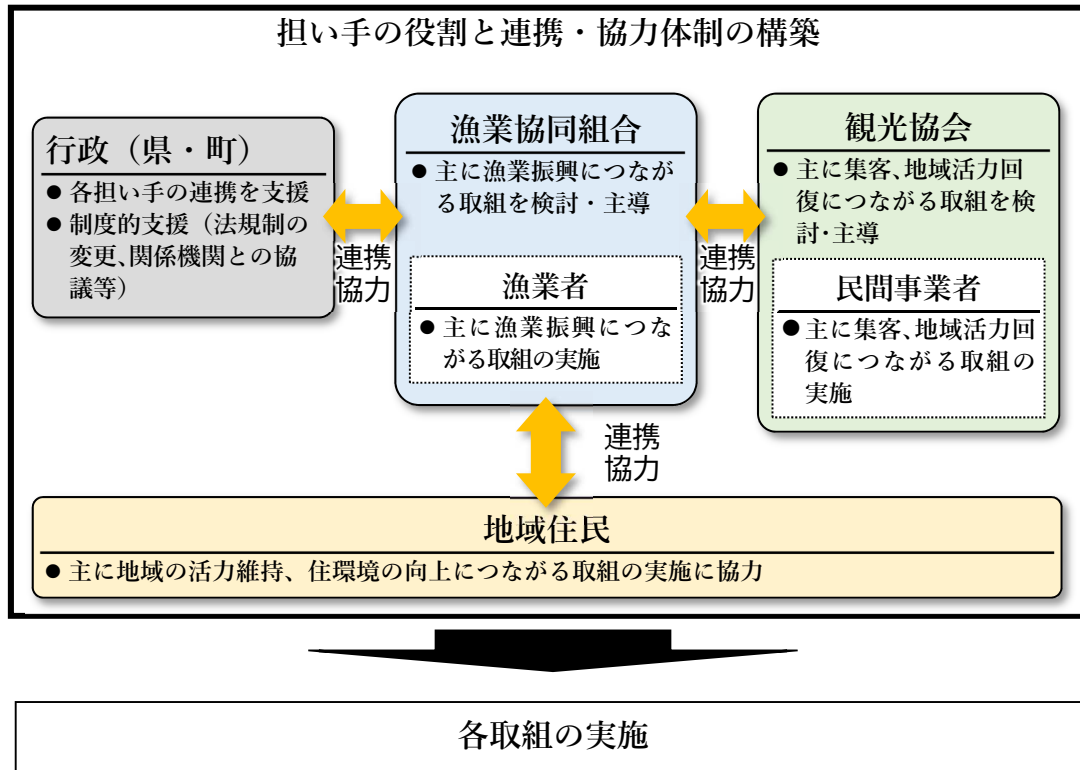 担い手の役割と連携・協力体制の構築
行政（県・町）
● 各担い手の連携を支援
● 制度的支援（法規制の
変更、関係機関との協
議等）
連携
協力
漁業協同組合
● 主に漁業振興につなが
る取組を検討・主導
漁業者
● 主に漁業振興につな
がる取組の実施
連携
協力
観光協会
● 主に集客、地域活力回
復につながる取組を検
討･主導
民間事業者
● 主に集客、地域活力回
復につながる取組の
実施
連携
協力
地域住民
● 主に地域の活力維持、住環境の向上につながる取組の実施に協力
各取組の実施